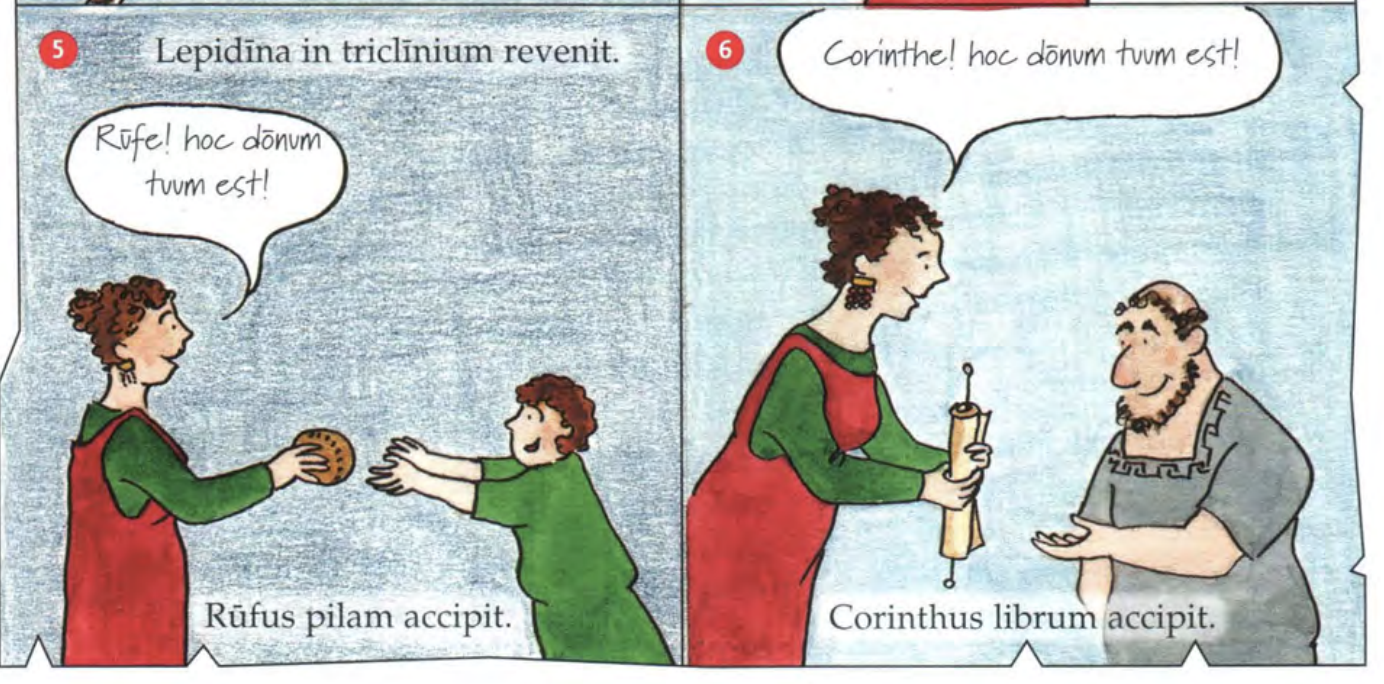 5
Lepidīna in triclīnium revenit.
Rūfe! hoc dōnum
tuum est!
Rūfus pilam accipit.
6
Corinthe! hoc dōnum tuum est!
Corinthus librum accipit.